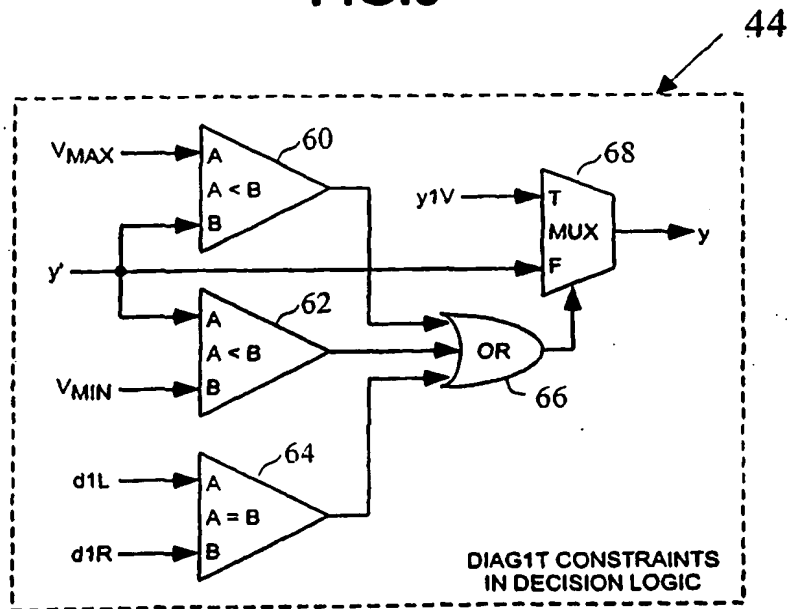 44
60
VMAX
A
A < B
B
68
y1V
T
MUX
y
F
y'
62
A
A < B
B
VMIN
OR
66
64
d1L
A
A = B
d1R
B
DIAG1T CONSTRAINTS
IN DECISION LOGIC